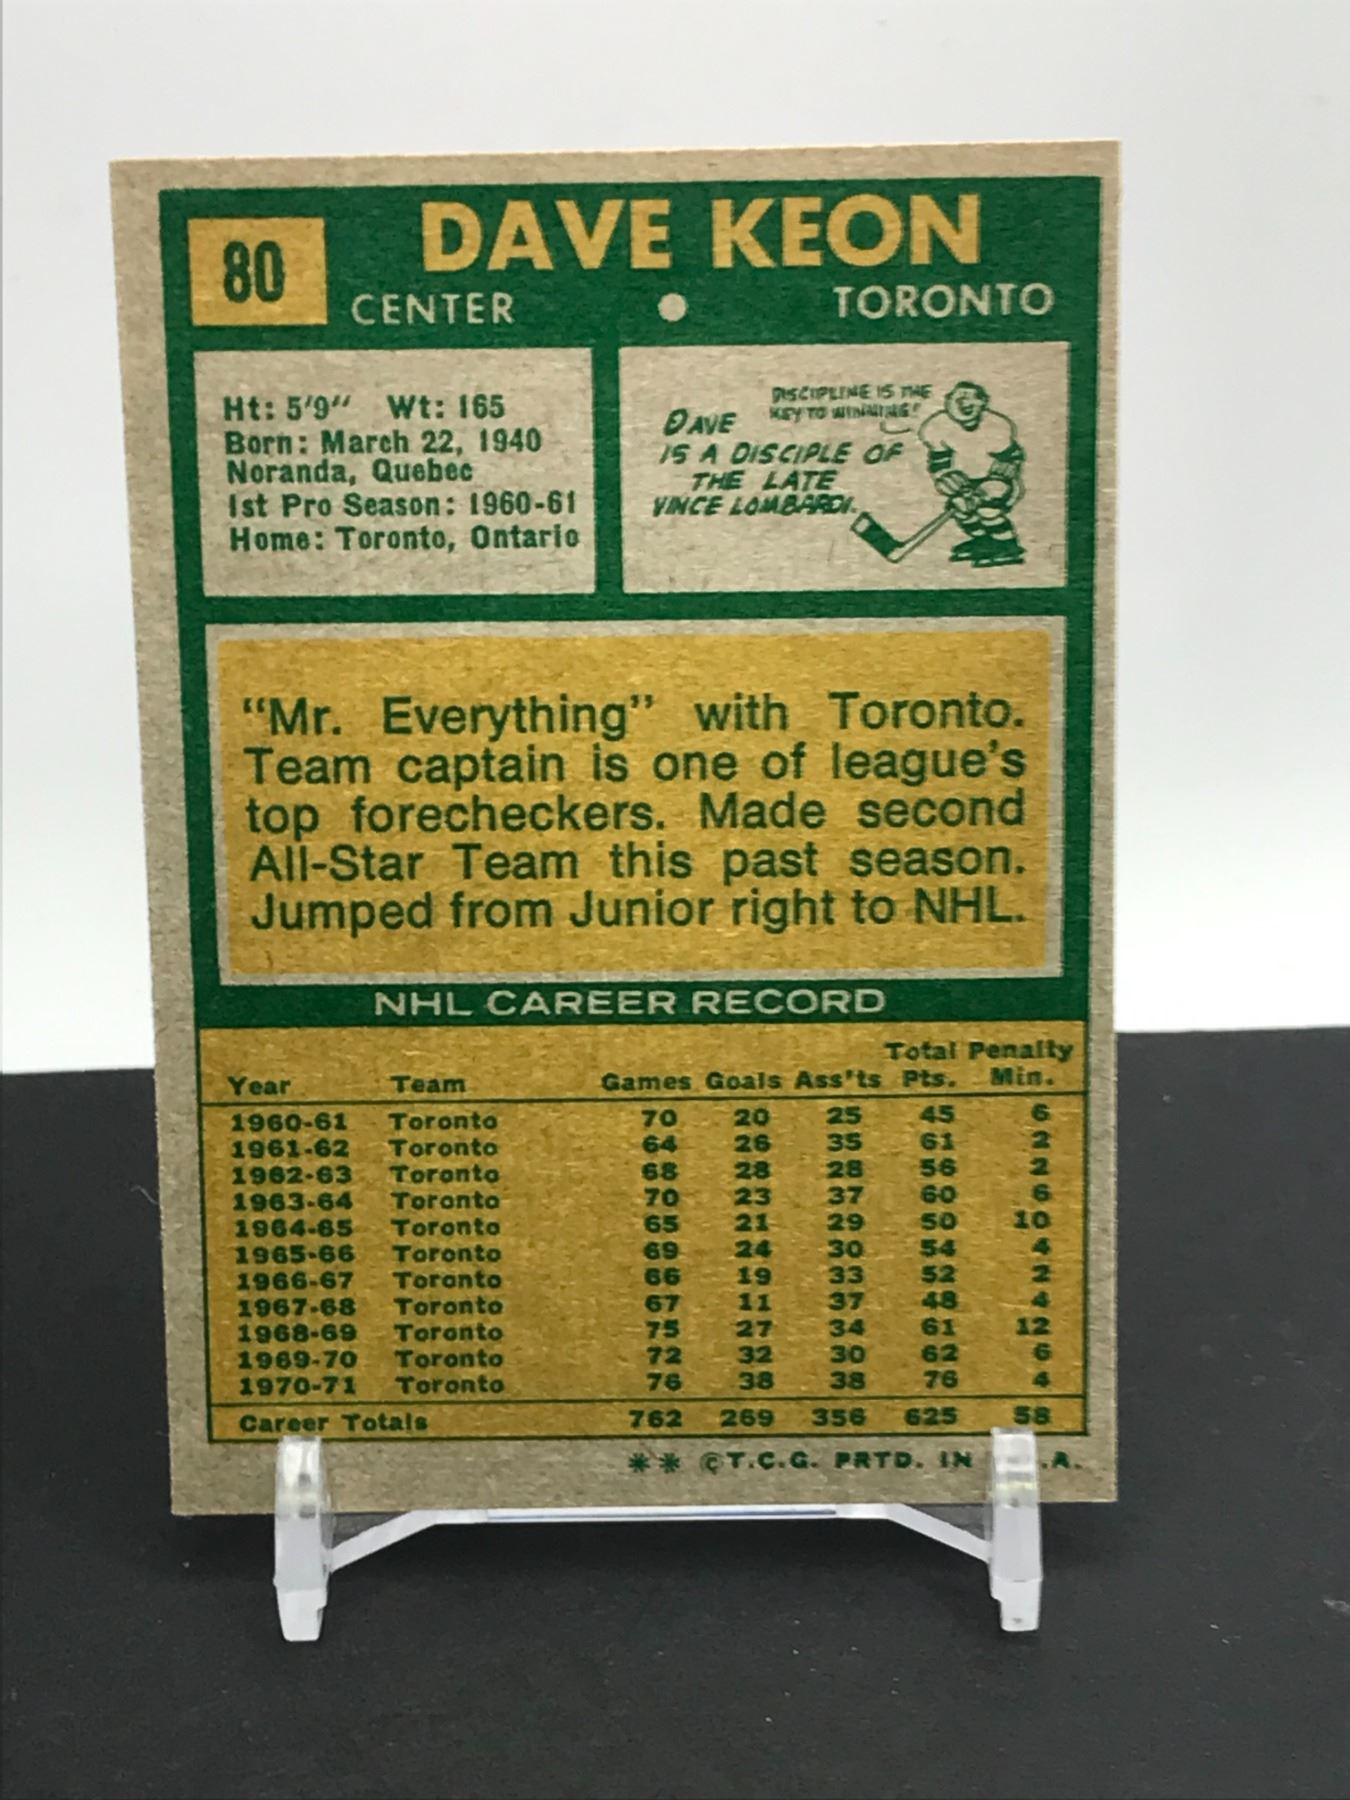 80
DAVE KEON
CENTER
TORONTO
Ht: 5'9" Wt: 165
Born: March 22, 1940
Noranda, Quebec
1st Pro Season: 1960-61
Home: Toronto, Ontario
DISCIPLINE IS THE
KEY TO WINNING!
DAVE
IS A DISCIPLE OF
THE LATE
VINCE LOMBARDI.
"Mr. Everything" with Toronto.
Team captain is one of league's
top forecheckers. Made second
All-Star Team this past season.
Jumped from Junior right to NHL.
NHL CAREER RECORD
Total Penalty
Year Team Games Goals Ass'ts Pts. Min.
1960-61 Toronto 70 20 25 45 6
1961-62 Toronto 64 26 35 61 2
1962-63 Toronto 68 28 28 56 2
1963-64 Toronto 70 23 37 60 6
1964-65 Toronto 65 21 29 50 10
1965-66 Toronto 69 24 30 54 4
1966-67 Toronto 66 19 33 52 2
1967-68 Toronto 67 11 37 48 4
1968-69 Toronto 75 27 34 61 12
1969-70 Toronto 72 32 30 62 6
1970-71 Toronto 76 38 38 76 4
Career Totals 762 269 356 625 58
** ©T.C.G. PRTD. IN .A.